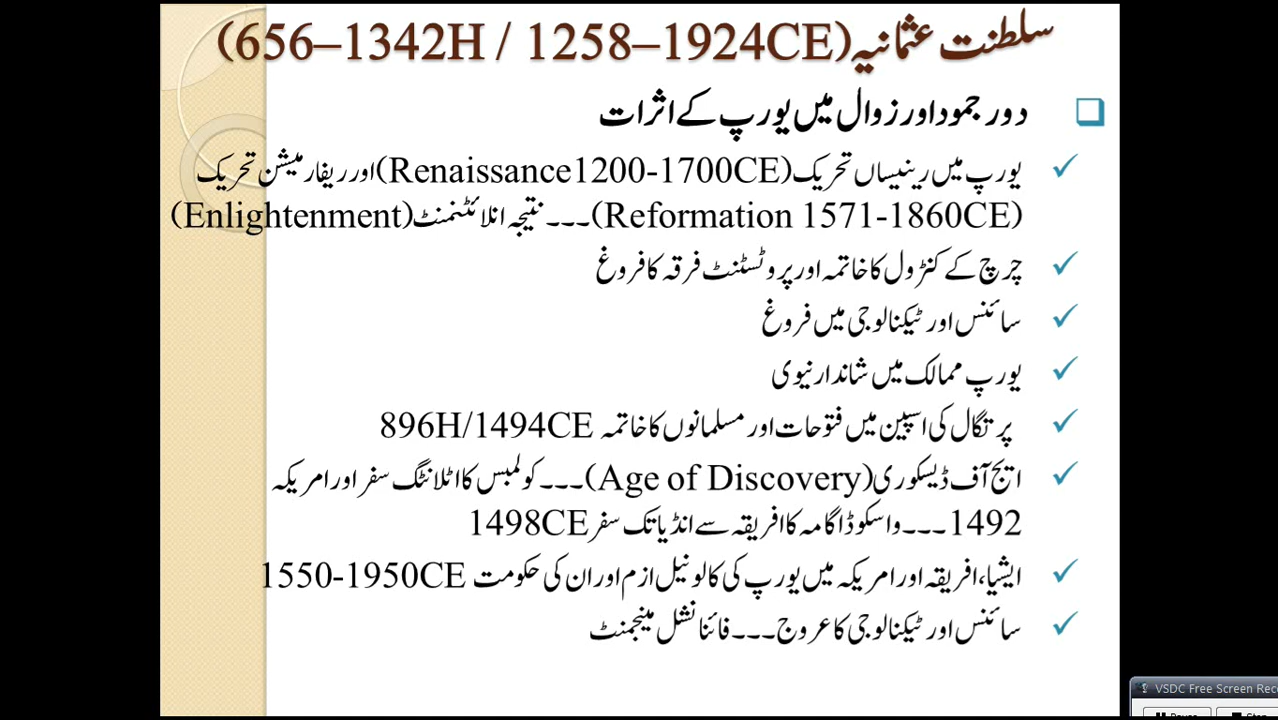 سلطنت عثمانیہ(656–1342H / 1258–1924CE)
دور جمود اور زوال میں یورپ کے اثرات
یورپ میں رینیساں تحریک(Renaissance1200-1700CE)اور ریفارمیشن تحریک
(Reformation 1571-1860CE)۔۔۔ نتیجہ انلائٹنمنٹ(Enlightenment)
چرچ کے کنٹرول کا خاتمہ اور پروٹسٹنٹ فرقہ کا فروغ
سائنس اور ٹیکنالوجی میں فروغ
یورپ ممالک میں شاندار نیوی
پرتگال کی اسپین میں فتوحات اور مسلمانوں کا خاتمہ 896H/1494CE
ایج آف ڈیسکوری(Age of Discovery)۔۔۔کولمبس کا اٹلانٹگ سفر اور امریکہ
1492۔۔۔واسکوڈاگامہ کا افریقہ سے انڈیا تک سفر1498CE
ایشیا، افریقہ اور امریکہ میں یورپ کی کالونیل ازم اور ان کی حکومت 1550-1950CE
سائنس اور ٹیکنالوجی کا عروج۔۔۔فائنانشل مینجمنٹ
VSDC Free Screen Rec
Pause Stop